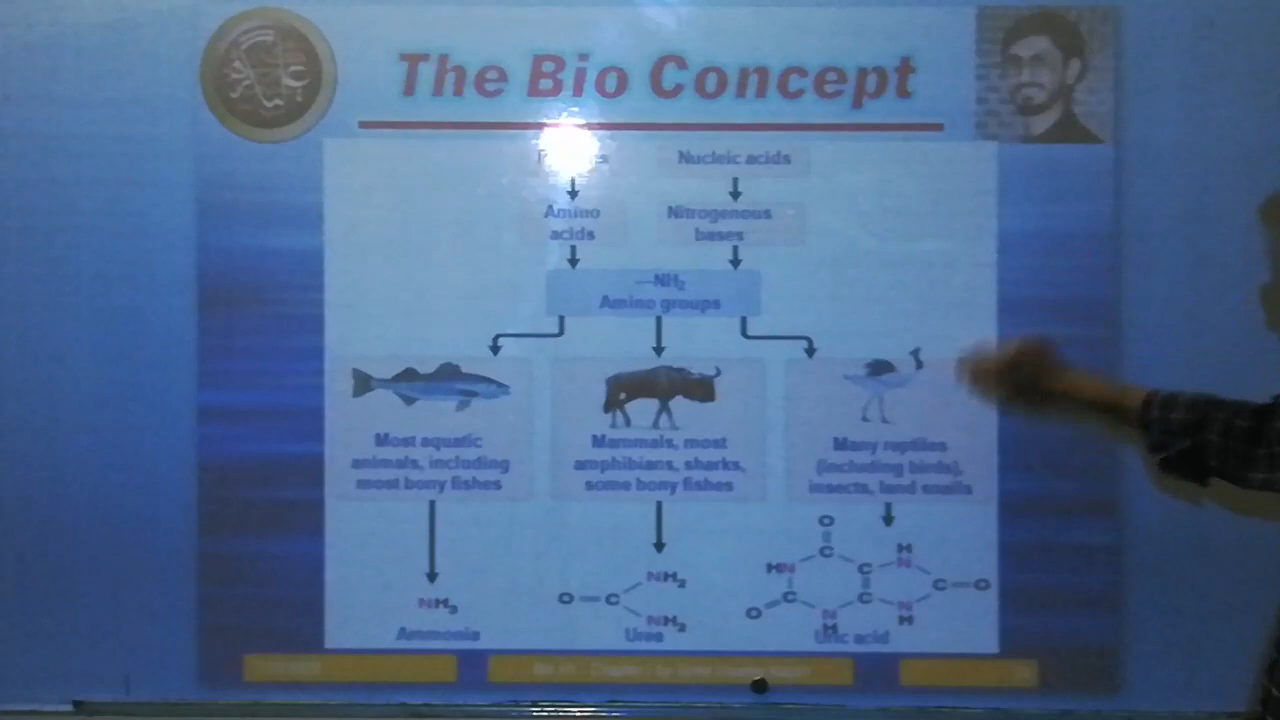 The Bio Concept
Nucleic acids
Amino
acids
Nitrogenous
bases
—NH₂
Amino groups
Most aquatic
animals, including
most bony fishes
Mammals, most
amphibians, sharks,
some bony fishes
Many reptiles
(including birds),
insects, land snails
NH₃
Ammonia
O=C
NH₂
NH₂
Urea
O
C
HN
C
O
N
H
C
C
H
N
C=O
N
H
Uric acid